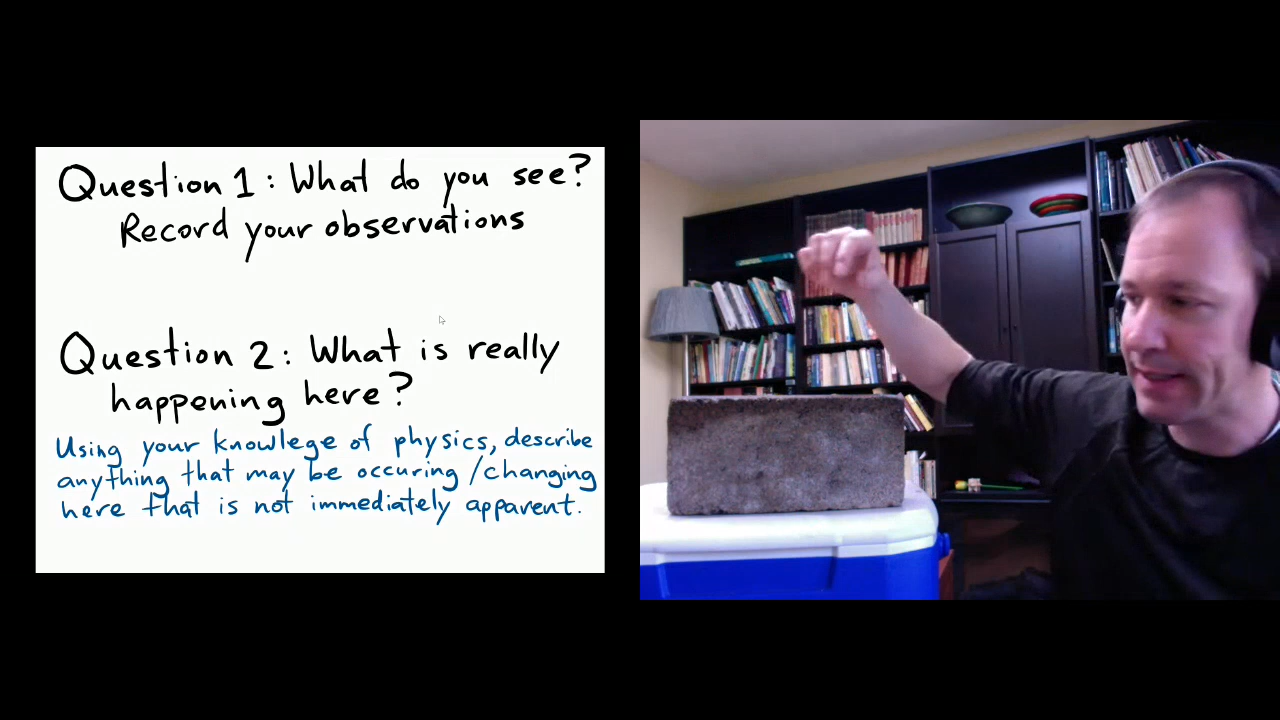 Question 1: What do you see?
Record your observations
Question 2: What is really
happening here?
Using your knowlege of physics, describe
anything that may be occuring/changing
here that is not immediately apparent.